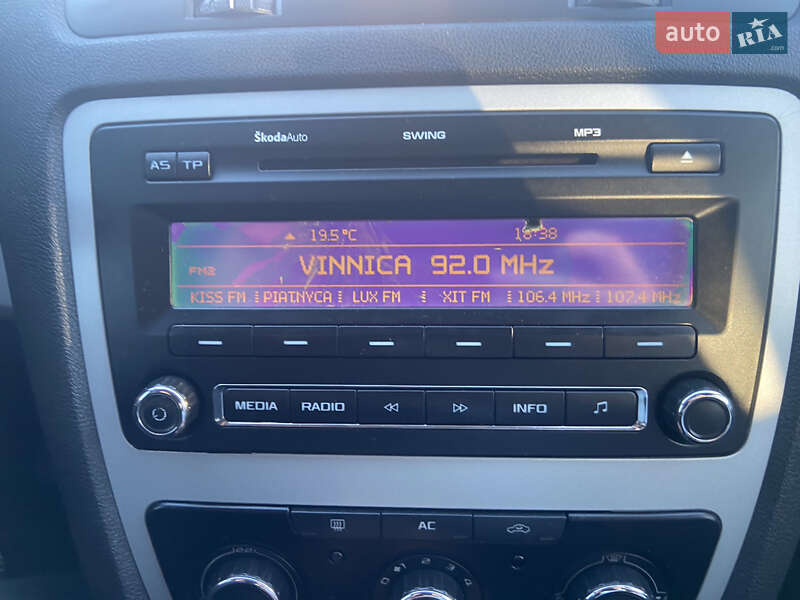 auto RIA .com
ŠkodaAuto SWING MP3
AS TP
19.5°C 18:38
FM2 VINNICA 92.0 MHz
KISS FM PIATNYCA LUX FM XIT FM 106.4 MHz 107.4 MHz
MEDIA RADIO INFO
AC